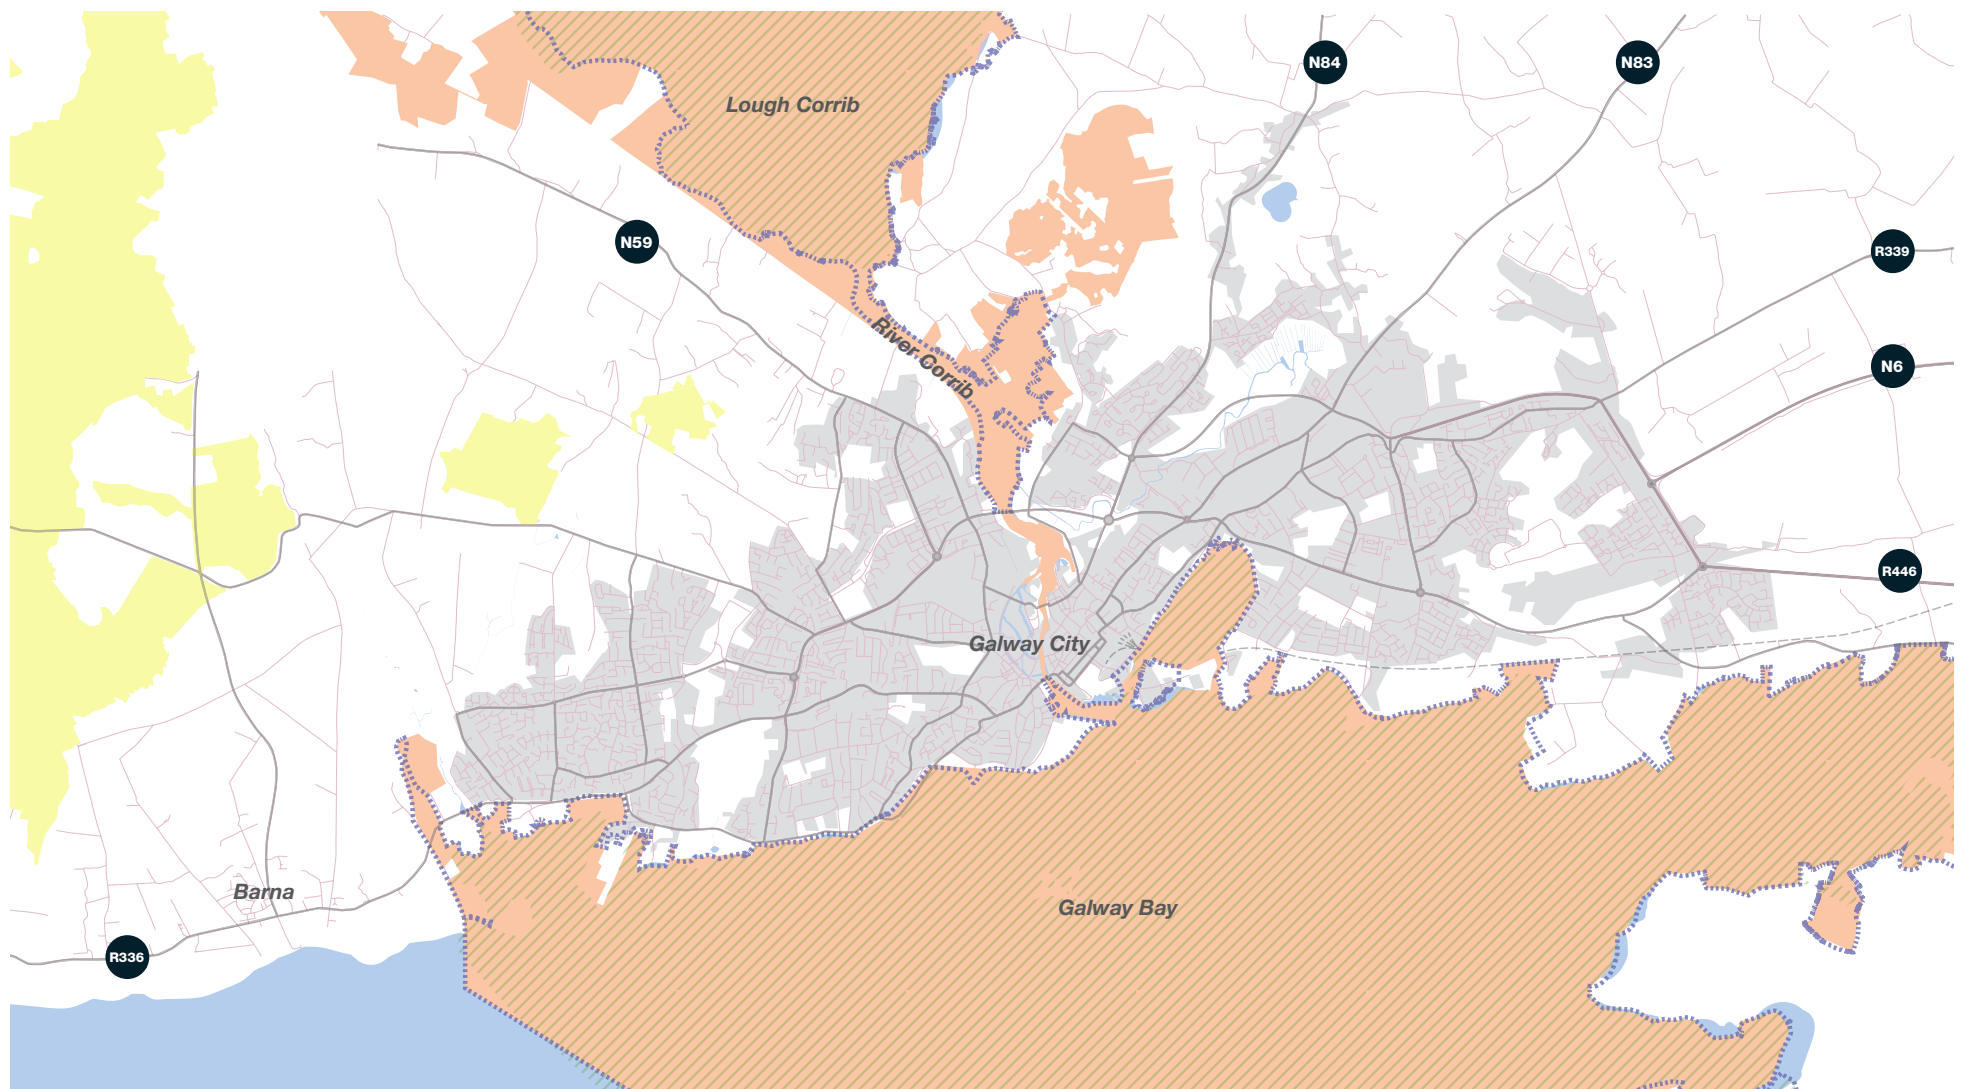 N84
N83
Lough Corrib
N59
R339
River Corrib
N6
R446
Galway City
Barna
Galway Bay
R336